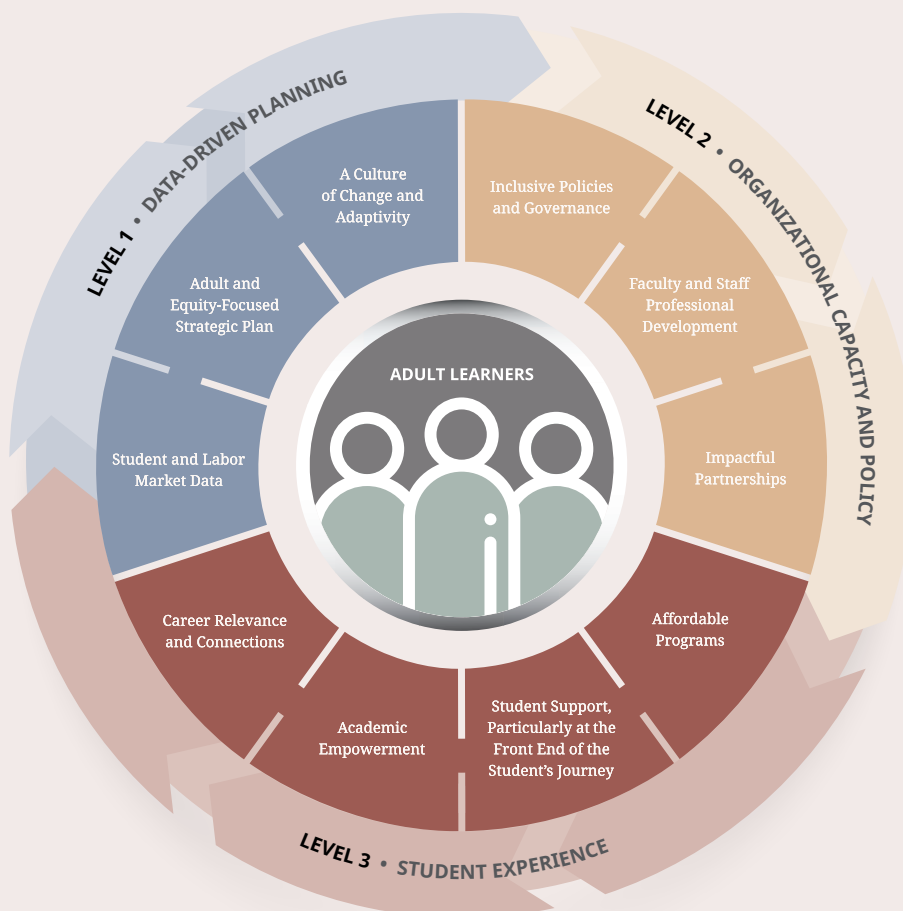 LEVEL 1 • DATA-DRIVEN PLANNING
A Culture
of Change and
Adaptivity
Adult and
Equity-Focused
Strategic Plan
Student and Labor
Market Data
LEVEL 2 • ORGANIZATIONAL CAPACITY AND POLICY
Inclusive Policies
and Governance
Faculty and Staff
Professional
Development
Impactful
Partnerships
ADULT LEARNERS
Career Relevance
and Connections
Academic
Empowerment
Student Support,
Particularly at the
Front End of the
Student’s Journey
Affordable
Programs
LEVEL 3 • STUDENT EXPERIENCE